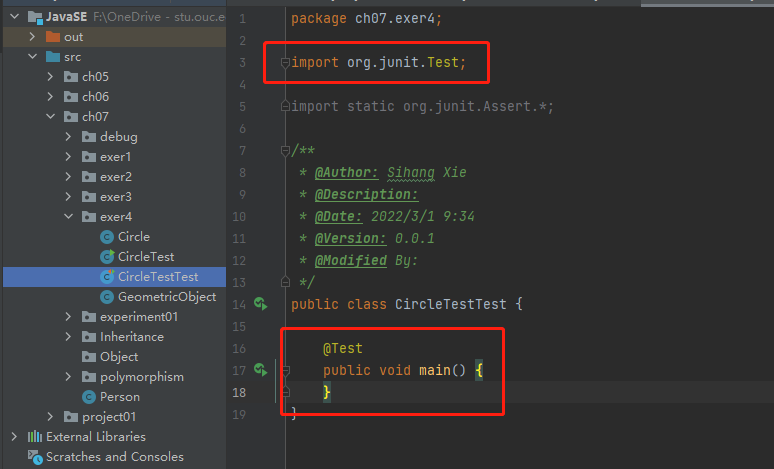 JavaSE F:\OneDrive - stu.ouc.e
out
src
ch05
ch06
ch07
debug
exer1
exer2
exer3
exer4
Circle
CircleTest
CircleTestTest
GeometricObject
experiment01
Inheritance
Object
polymorphism
Person
project01
External Libraries
Scratches and Consoles
1 package ch07.exer4;
2
3 import org.junit.Test;
4
5 import static org.junit.Assert.*;
6
7 /**
8 * @Author: Sihang Xie
9 * @Description:
10 * @Date: 2022/3/1 9:34
11 * @Version: 0.0.1
12 * @Modified By:
13 */
14 public class CircleTestTest {
15
16 @Test
17 public void main() {
18 }
19 }